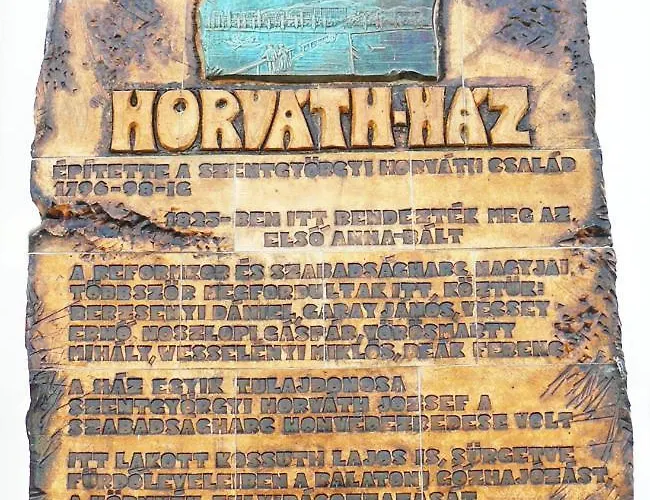 HORVÁTH-HÁZ
ÉPÍTETTE A SZENTGYÖRGYI HORVÁTH CSALÁD
1796-98-IG
1825-BEN ITT RENDEZTÉK MEG AZ
ELSŐ ANNA-BÁLT
A REFORMKOR ÉS SZABADSÁGHARC NAGYJAI
TÖBBSZÖR MEGFORDULTAK ITT, KÖZTÜK:
BERZSENYI DÁNIEL, GARAY JÁNOS, VECSEY
ERNŐ, NOSZLOPI GÁSPÁR, VÖRÖSMARTY
MIHÁLY, WESSELÉNYI MIKLÓS, DEÁK FERENC
A HÁZ EGYIK TULAJDONOSA
SZENTGYÖRGYI HORVÁTH JÓZSEF A
SZABADSÁGHARC HONVÉDEZREDESE VOLT
ITT LAKOTT KOSSUTH LAJOS IS, SÜRGETVE
FÜRDŐLEVELEIBEN A BALATONI GŐZHAJÓZÁST